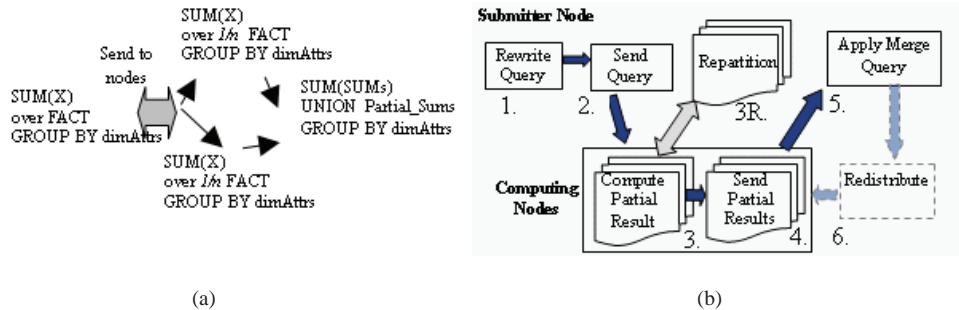 SUM(X)
over 1/n FACT
GROUP BY dimAttrs
Send to
nodes
SUM(X)
over FACT
GROUP BY dimAttrs
SUM(SUMs)
UNION Partial_Sums
GROUP BY dimAttrs
SUM(X)
over 1/n FACT
GROUP BY dimAttrs
(a)
Submitter Node
Rewrite
Query
1.
Send
Query
2.
Repartition
3R.
Apply Merge
Query
5.
Computing
Nodes
Compute
Partial
Result
3.
Send
Partial
Results
4.
Redistribute
6.
(b)